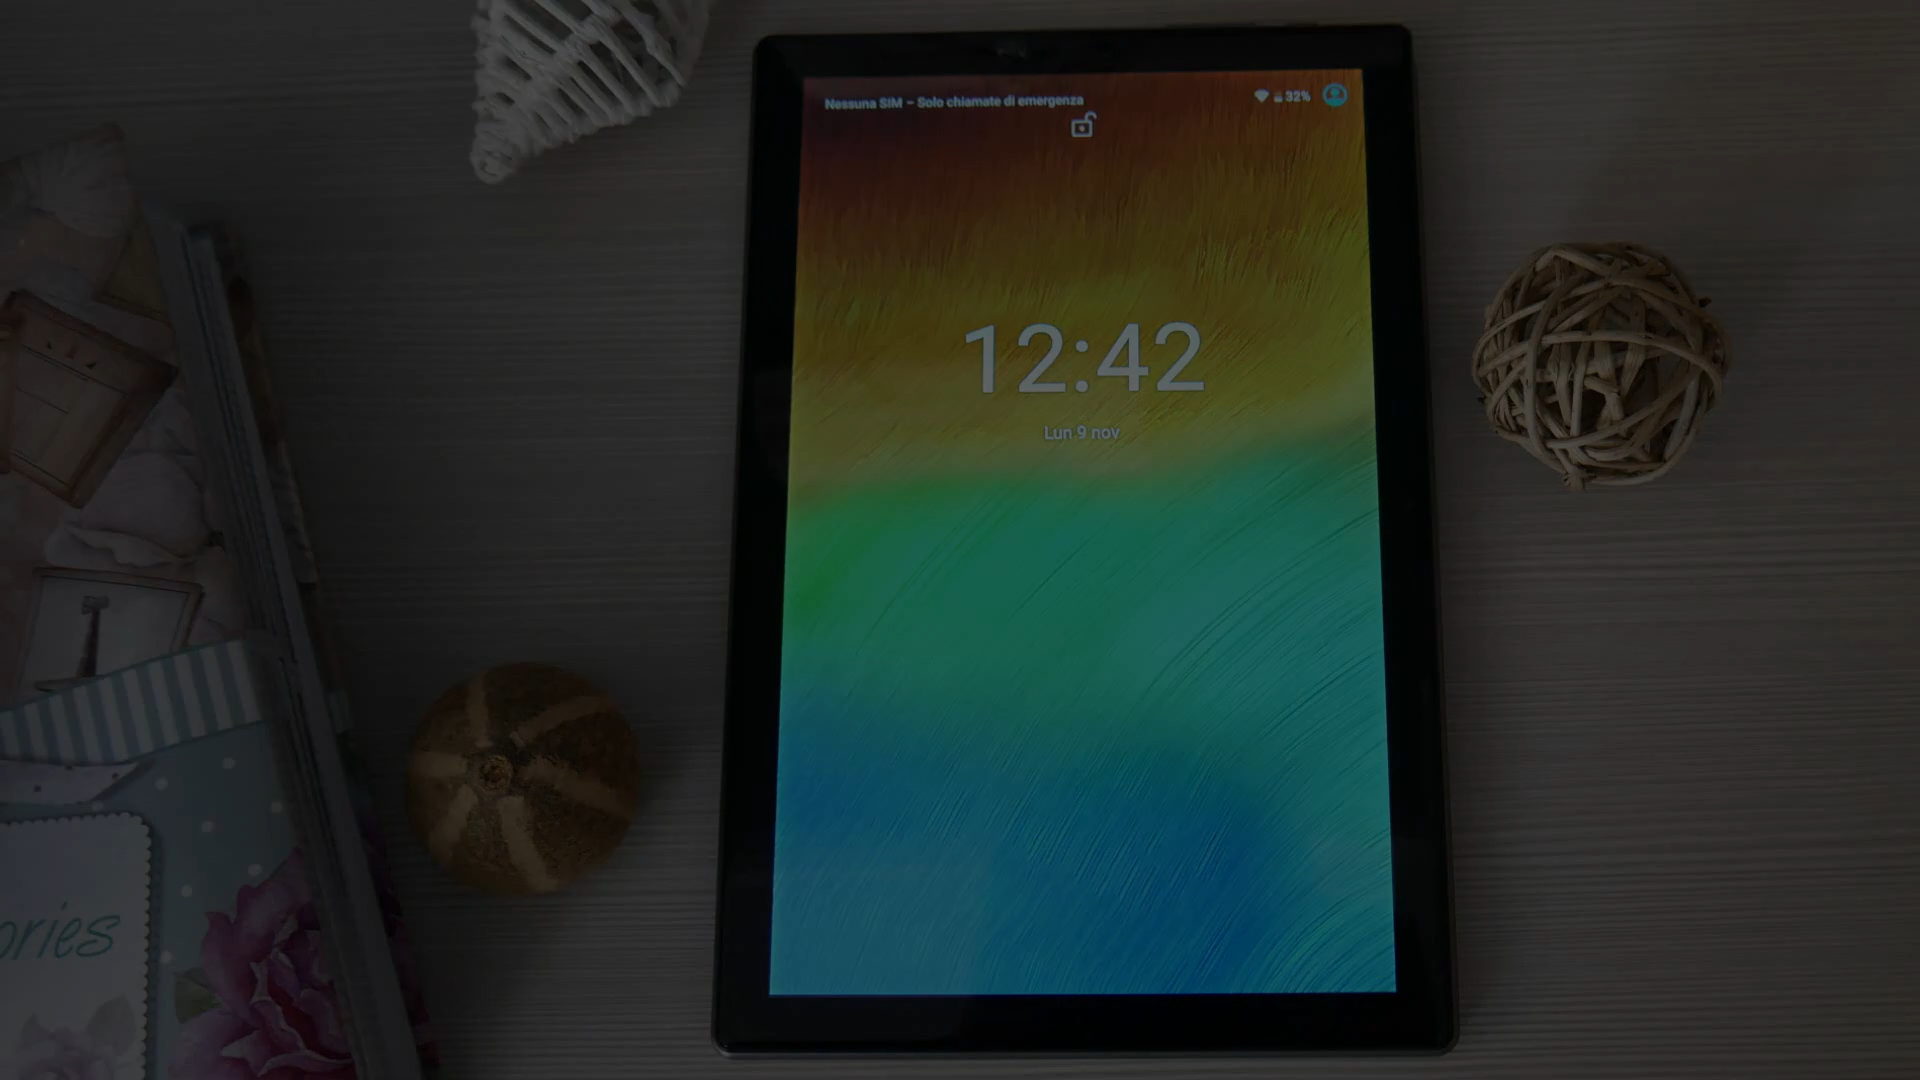 Nessuna SIM – Solo chiamate di emergenza
32%
12:42
Lun 9 nov
ories